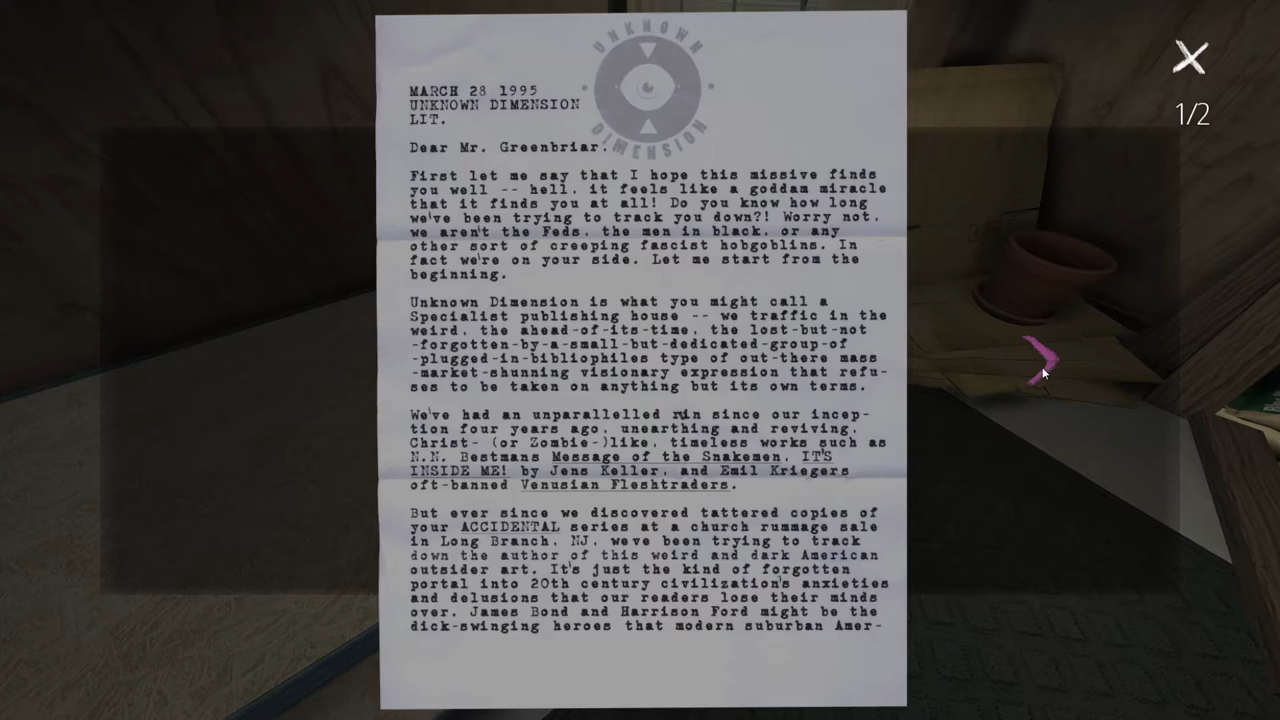 UNKNOWN
DIMENSION
1/2
MARCH 28 1995
UNKNOWN DIMENSION
LIT.
Dear Mr. Greenbriar,
First let me say that I hope this missive finds
you well -- hell, it feels like a goddam miracle
that it finds you at all! Do you know how long
we've been trying to track you down?! Worry not,
we aren't the Feds, the men in black, or any
other sort of creeping fascist hobgoblins. In
fact we're on your side. Let me start from the
beginning.
Unknown Dimension is what you might call a
Specialist publishing house -- we traffic in the
weird, the ahead-of-its-time, the lost-but-not
-forgotten-by-a-small-but-dedicated-group-of
-plugged-in-bibliophiles type of out-there mass
-market-shunning visionary expression that refu-
ses to be taken on anything but its own terms.
We've had an unparallelled run since our incep-
tion four years ago, unearthing and reviving,
Christ- (or Zombie-)like, timeless works such as
N.N. Bestmans Message of the Snakemen, IT'S
INSIDE ME! by Jens Keller, and Emil Kriegers
oft-banned Venusian Fleshtraders.
But ever since we discovered tattered copies of
your ACCIDENTAL series at a church rummage sale
in Long Branch, NJ, we've been trying to track
down the author of this weird and dark American
outsider art. It's just the kind of forgotten
portal into 20th century civilization's anxieties
and delusions that our readers lose their minds
over. James Bond and Harrison Ford might be the
dick-swinging heroes that modern suburban Amer-